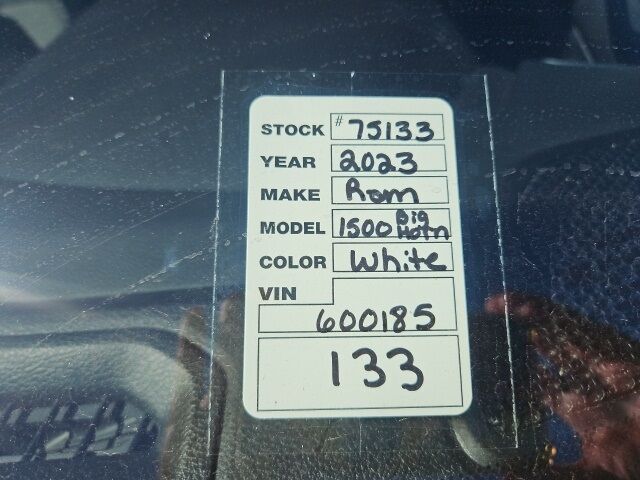 STOCK # 75133
YEAR 2023
MAKE Ram
MODEL 1500 Big Horn
COLOR White
VIN
600185
133